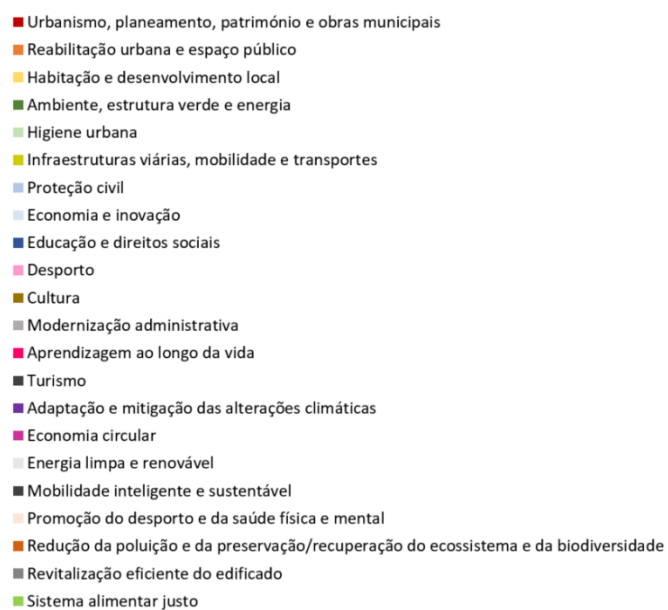 Urbanismo, planeamento, património e obras municipais
Reabilitação urbana e espaço público
Habitação e desenvolvimento local
Ambiente, estrutura verde e energia
Higiene urbana
Infraestruturas viárias, mobilidade e transportes
Proteção civil
Economia e inovação
Educação e direitos sociais
Desporto
Cultura
Modernização administrativa
Aprendizagem ao longo da vida
Turismo
Adaptação e mitigação das alterações climáticas
Economia circular
Energia limpa e renovável
Mobilidade inteligente e sustentável
Promoção do desporto e da saúde física e mental
Redução da poluição e da preservação/recuperação do ecossistema e da biodiversidade
Revitalização eficiente do edificado
Sistema alimentar justo